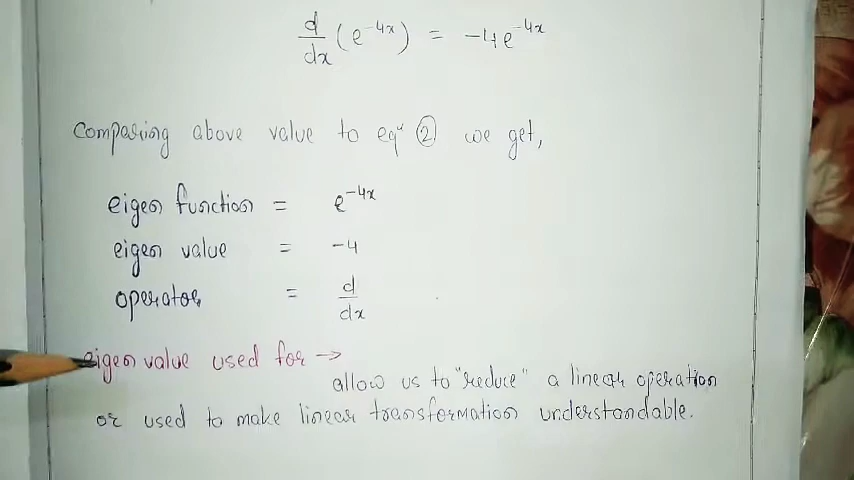 d/dx (e^-4x) = -4e^-4x
Comparing above value to eqⁿ ② we get,
eigen function = e^-4x
eigen value = -4
operator = d/dx
eigen value used for →
allow us to "reduce" a linear operation
or used to make linear transformation understandable.